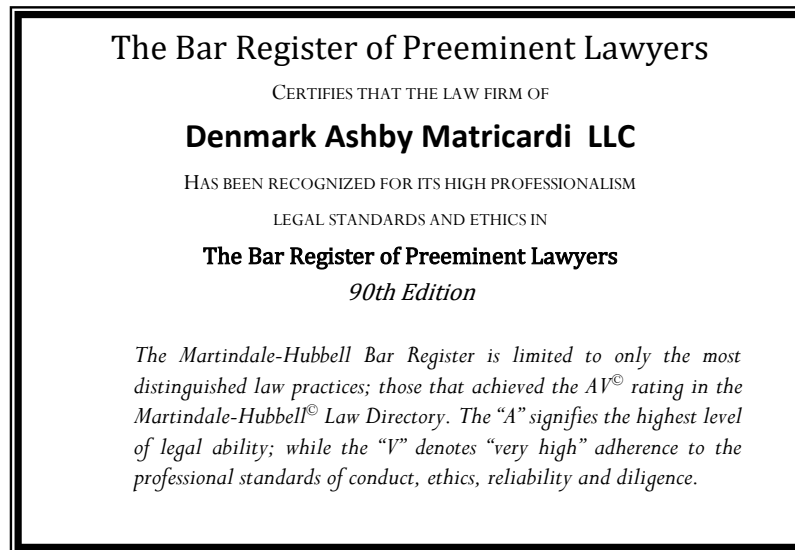 The Bar Register of Preeminent Lawyers
CERTIFIES THAT THE LAW FIRM OF
Denmark Ashby Matricardi LLC
HAS BEEN RECOGNIZED FOR ITS HIGH PROFESSIONALISM
LEGAL STANDARDS AND ETHICS IN
The Bar Register of Preeminent Lawyers
90th Edition
The Martindale-Hubbell Bar Register is limited to only the most
distinguished law practices; those that achieved the AV© rating in the
Martindale-Hubbell© Law Directory. The “A” signifies the highest level
of legal ability; while the “V” denotes “very high” adherence to the
professional standards of conduct, ethics, reliability and diligence.